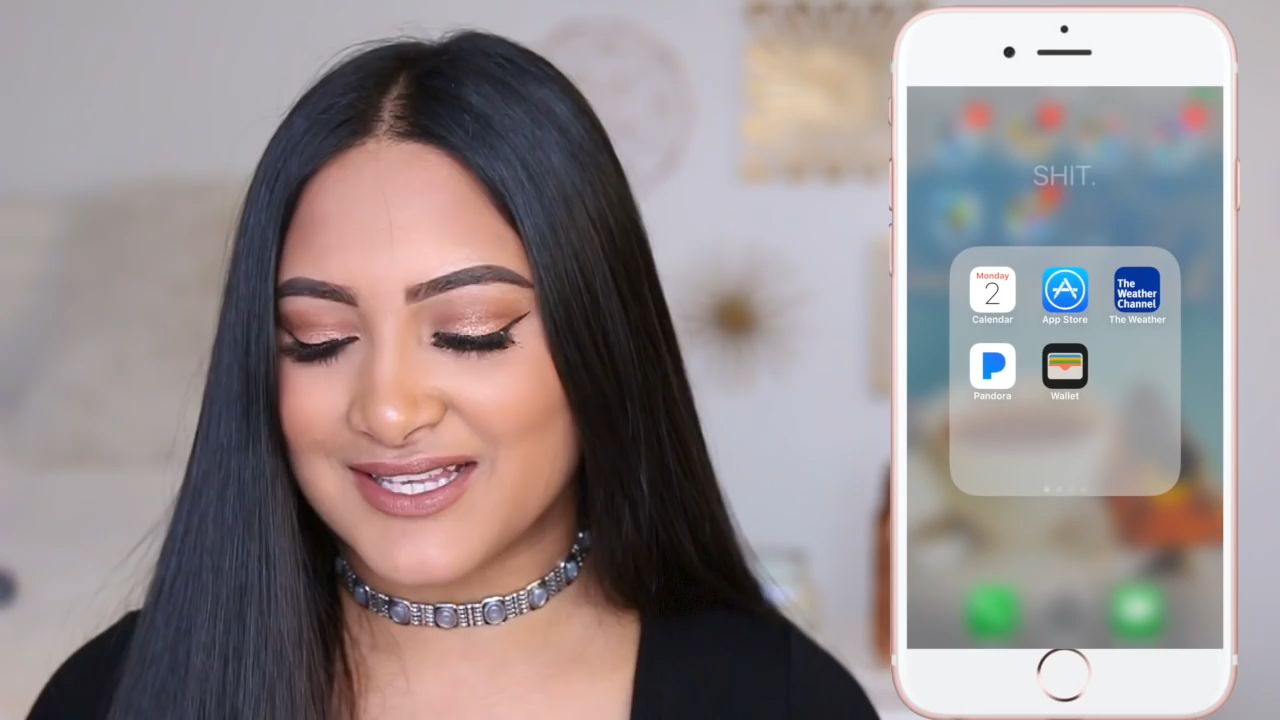 SHIT.
Monday
2
The
Weather
Channel
Calendar
App Store
The Weather
P
Pandora
Wallet